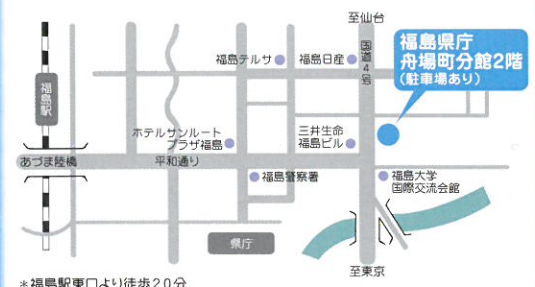 至仙台
国道4号
福島県庁
舟場町分館2階
(駐車場あり)
福島テルサ
福島日産
福島駅
ホテルサンルート
プラザ福島
三井生命
福島ビル
あづま陸橋
平和通り
福島警察署
福島大学
国際交流会館
県庁
至東京
*福島駅東口より徒歩20分